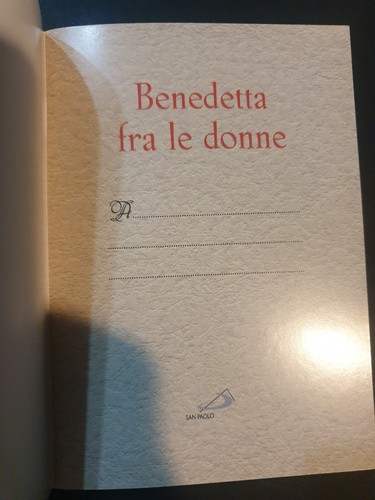 Benedetta
fra le donne
A
SAN PAOLO